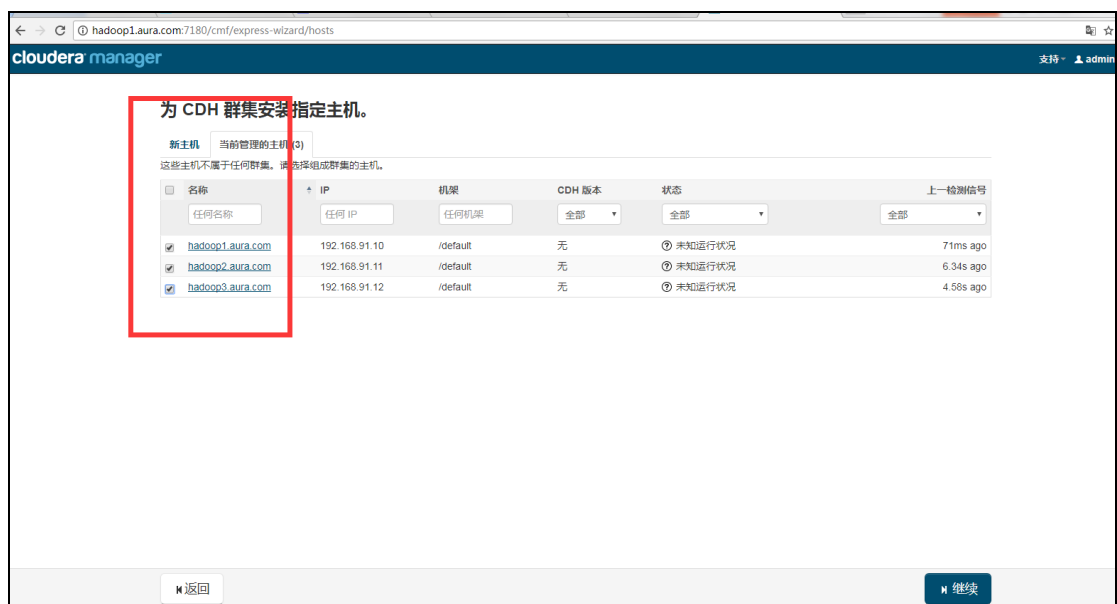 hadoop1.aura.com:7180/cmf/express-wizard/hosts
cloudera manager 支持 admin
为 CDH 群集安装指定主机。
新主机 当前管理的主机 (3)
这些主机不属于任何群集。请选择组成群集的主机。
名称 IP 机架 CDH 版本 状态 上一检测信号
任何名称 任何 IP 任何机架 全部 全部 全部
hadoop1.aura.com 192.168.91.10 /default 无 未知运行状况 71ms ago
hadoop2.aura.com 192.168.91.11 /default 无 未知运行状况 6.34s ago
hadoop3.aura.com 192.168.91.12 /default 无 未知运行状况 4.58s ago
返回 继续